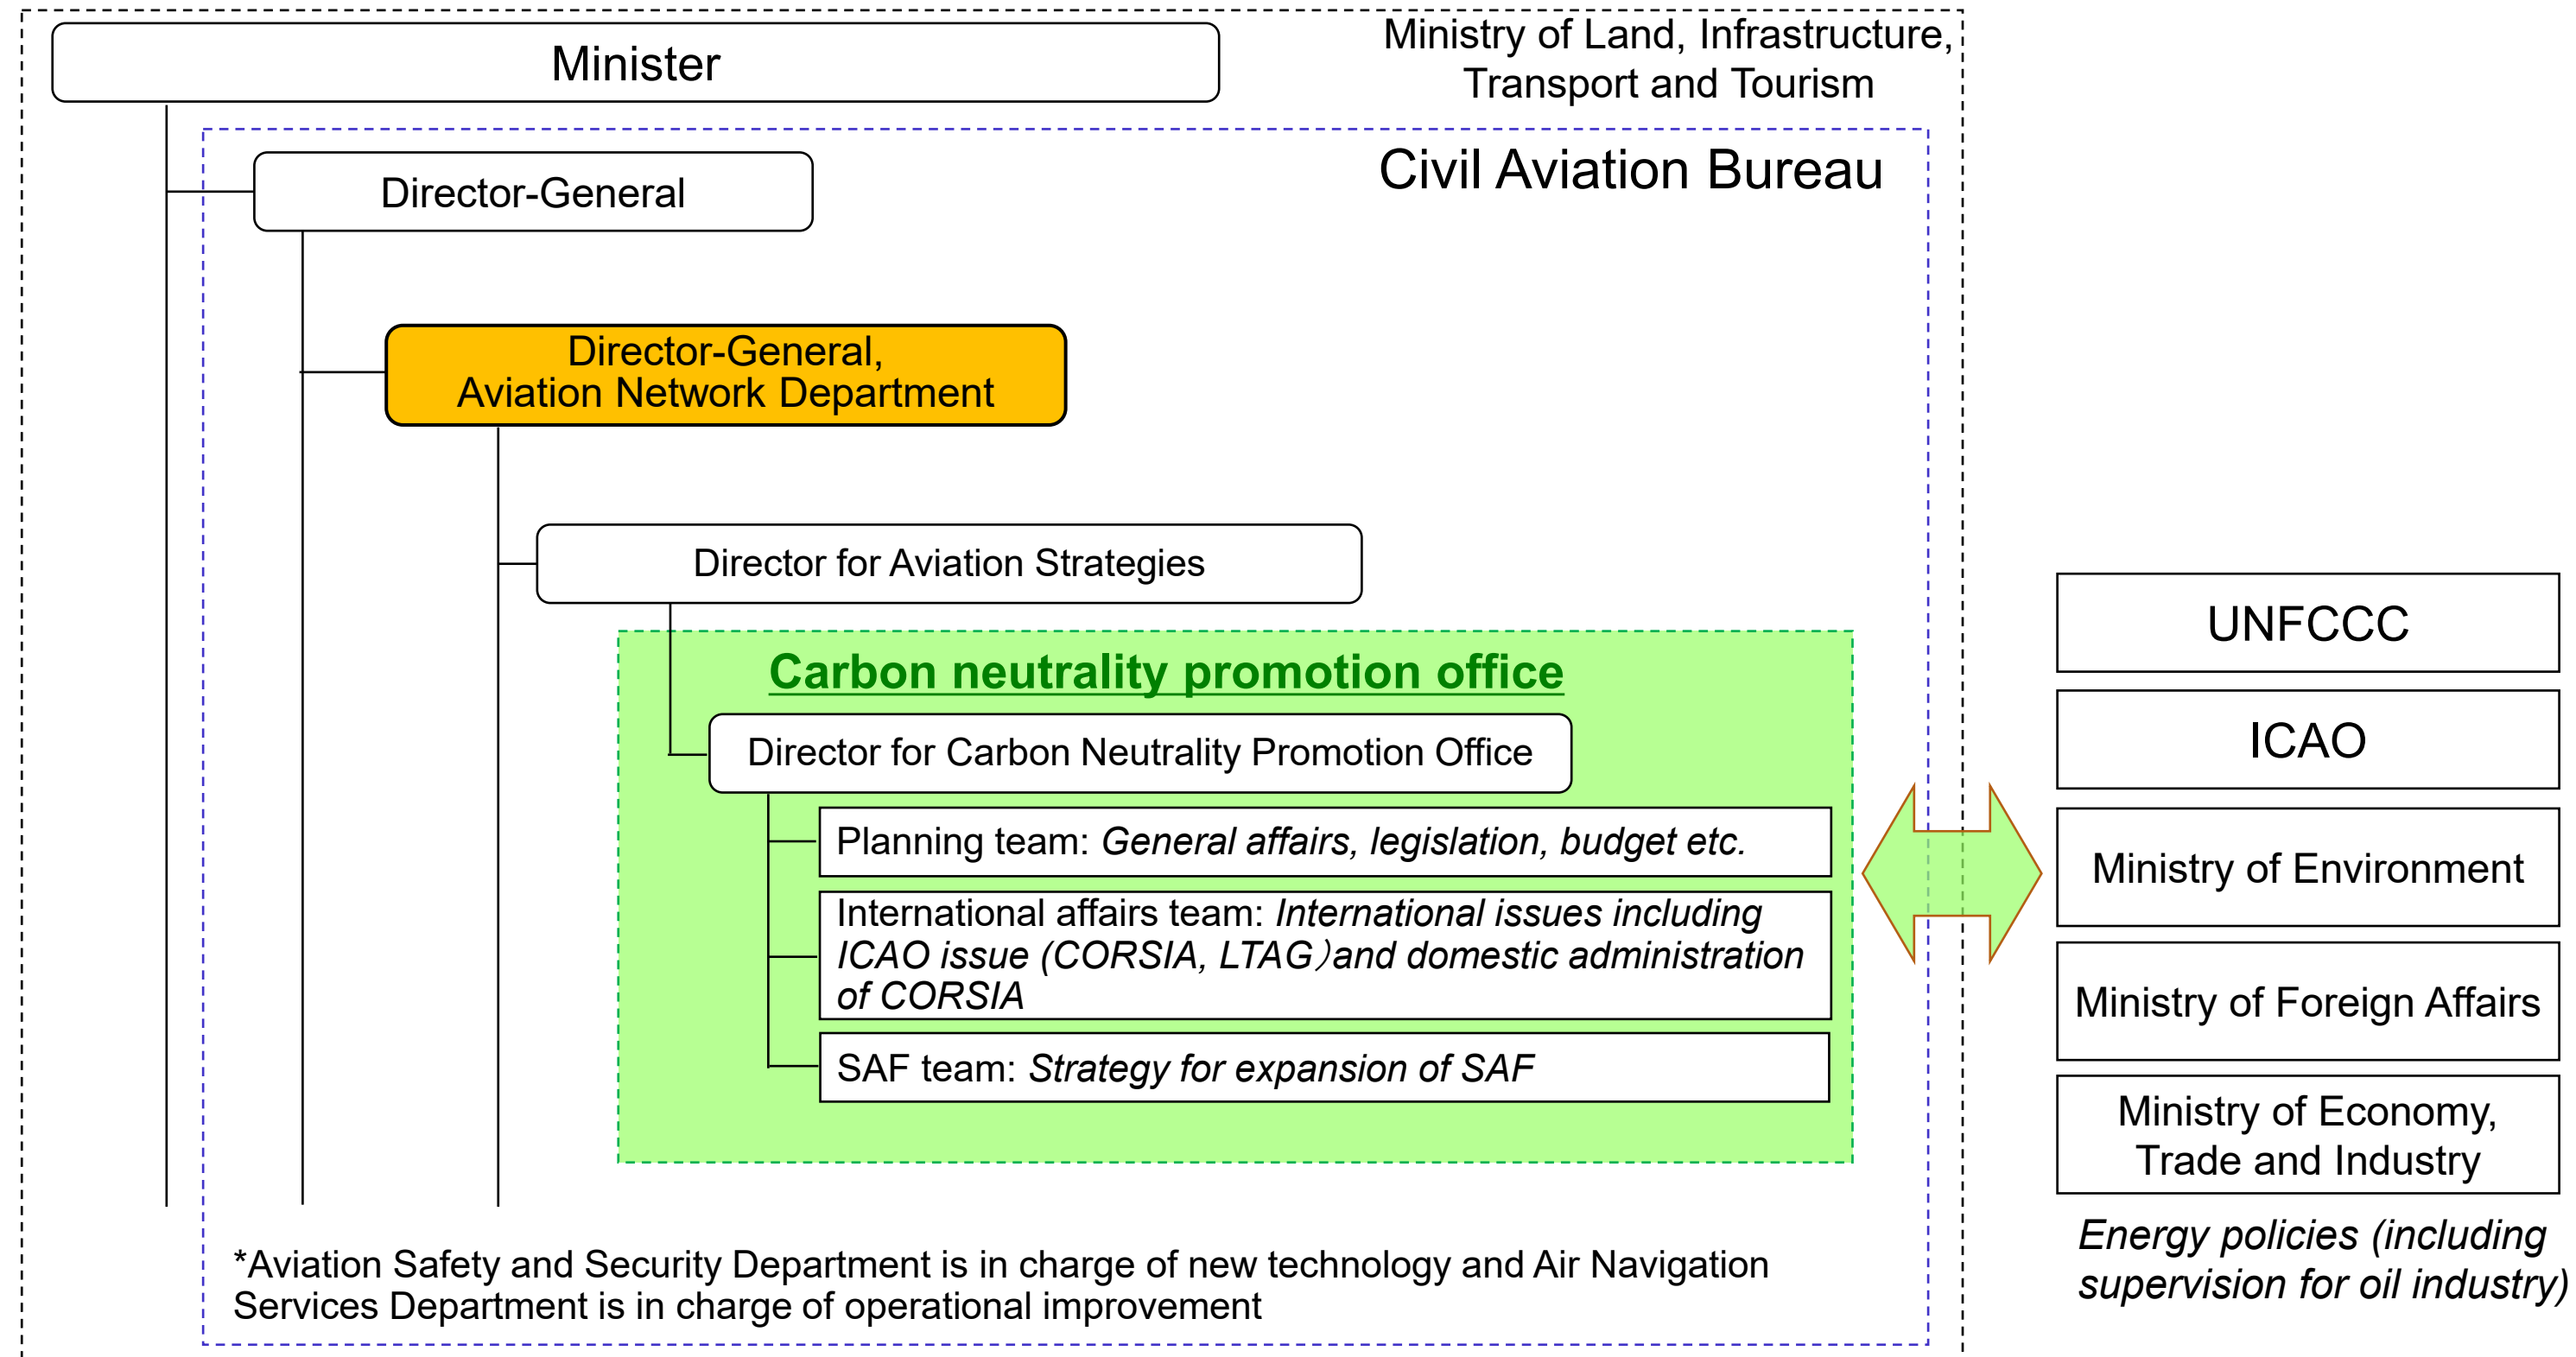 Minister
Ministry of Land, Infrastructure,
Transport and Tourism
Civil Aviation Bureau
Director-General
Director-General,
Aviation Network Department
Director for Aviation Strategies
Carbon neutrality promotion office
Director for Carbon Neutrality Promotion Office
Planning team: General affairs, legislation, budget etc.
International affairs team: International issues including
ICAO issue (CORSIA, LTAG）and domestic administration
of CORSIA
SAF team: Strategy for expansion of SAF
*Aviation Safety and Security Department is in charge of new technology and Air Navigation
Services Department is in charge of operational improvement
UNFCCC
ICAO
Ministry of Environment
Ministry of Foreign Affairs
Ministry of Economy,
Trade and Industry
Energy policies (including
supervision for oil industry)